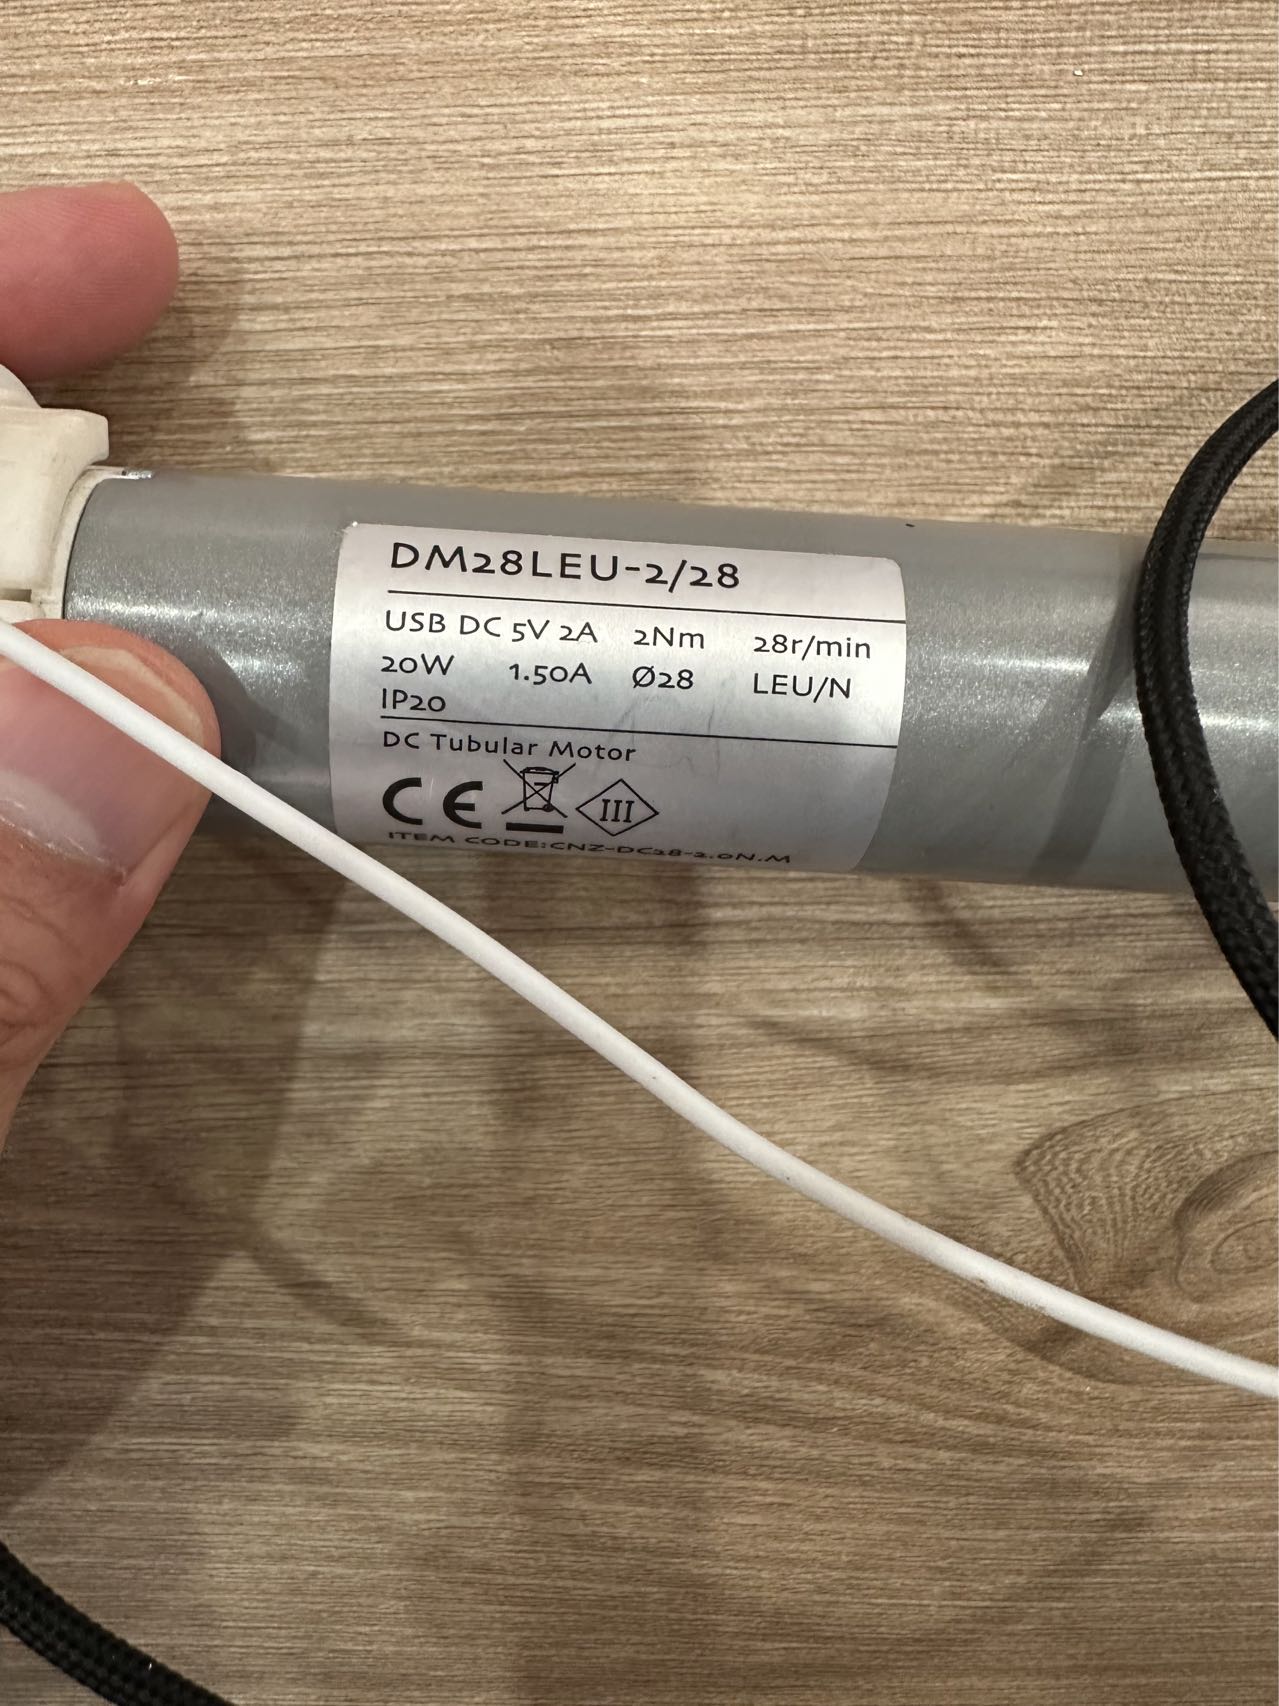 DM28LEU-2/28
USB DC 5V 2A 2Nm 28r/min
20W 1.50A Ø28 LEU/N
IP20
DC Tubular Motor
CE III
ITEM CODE:CNZ-DC28-2.0N.M